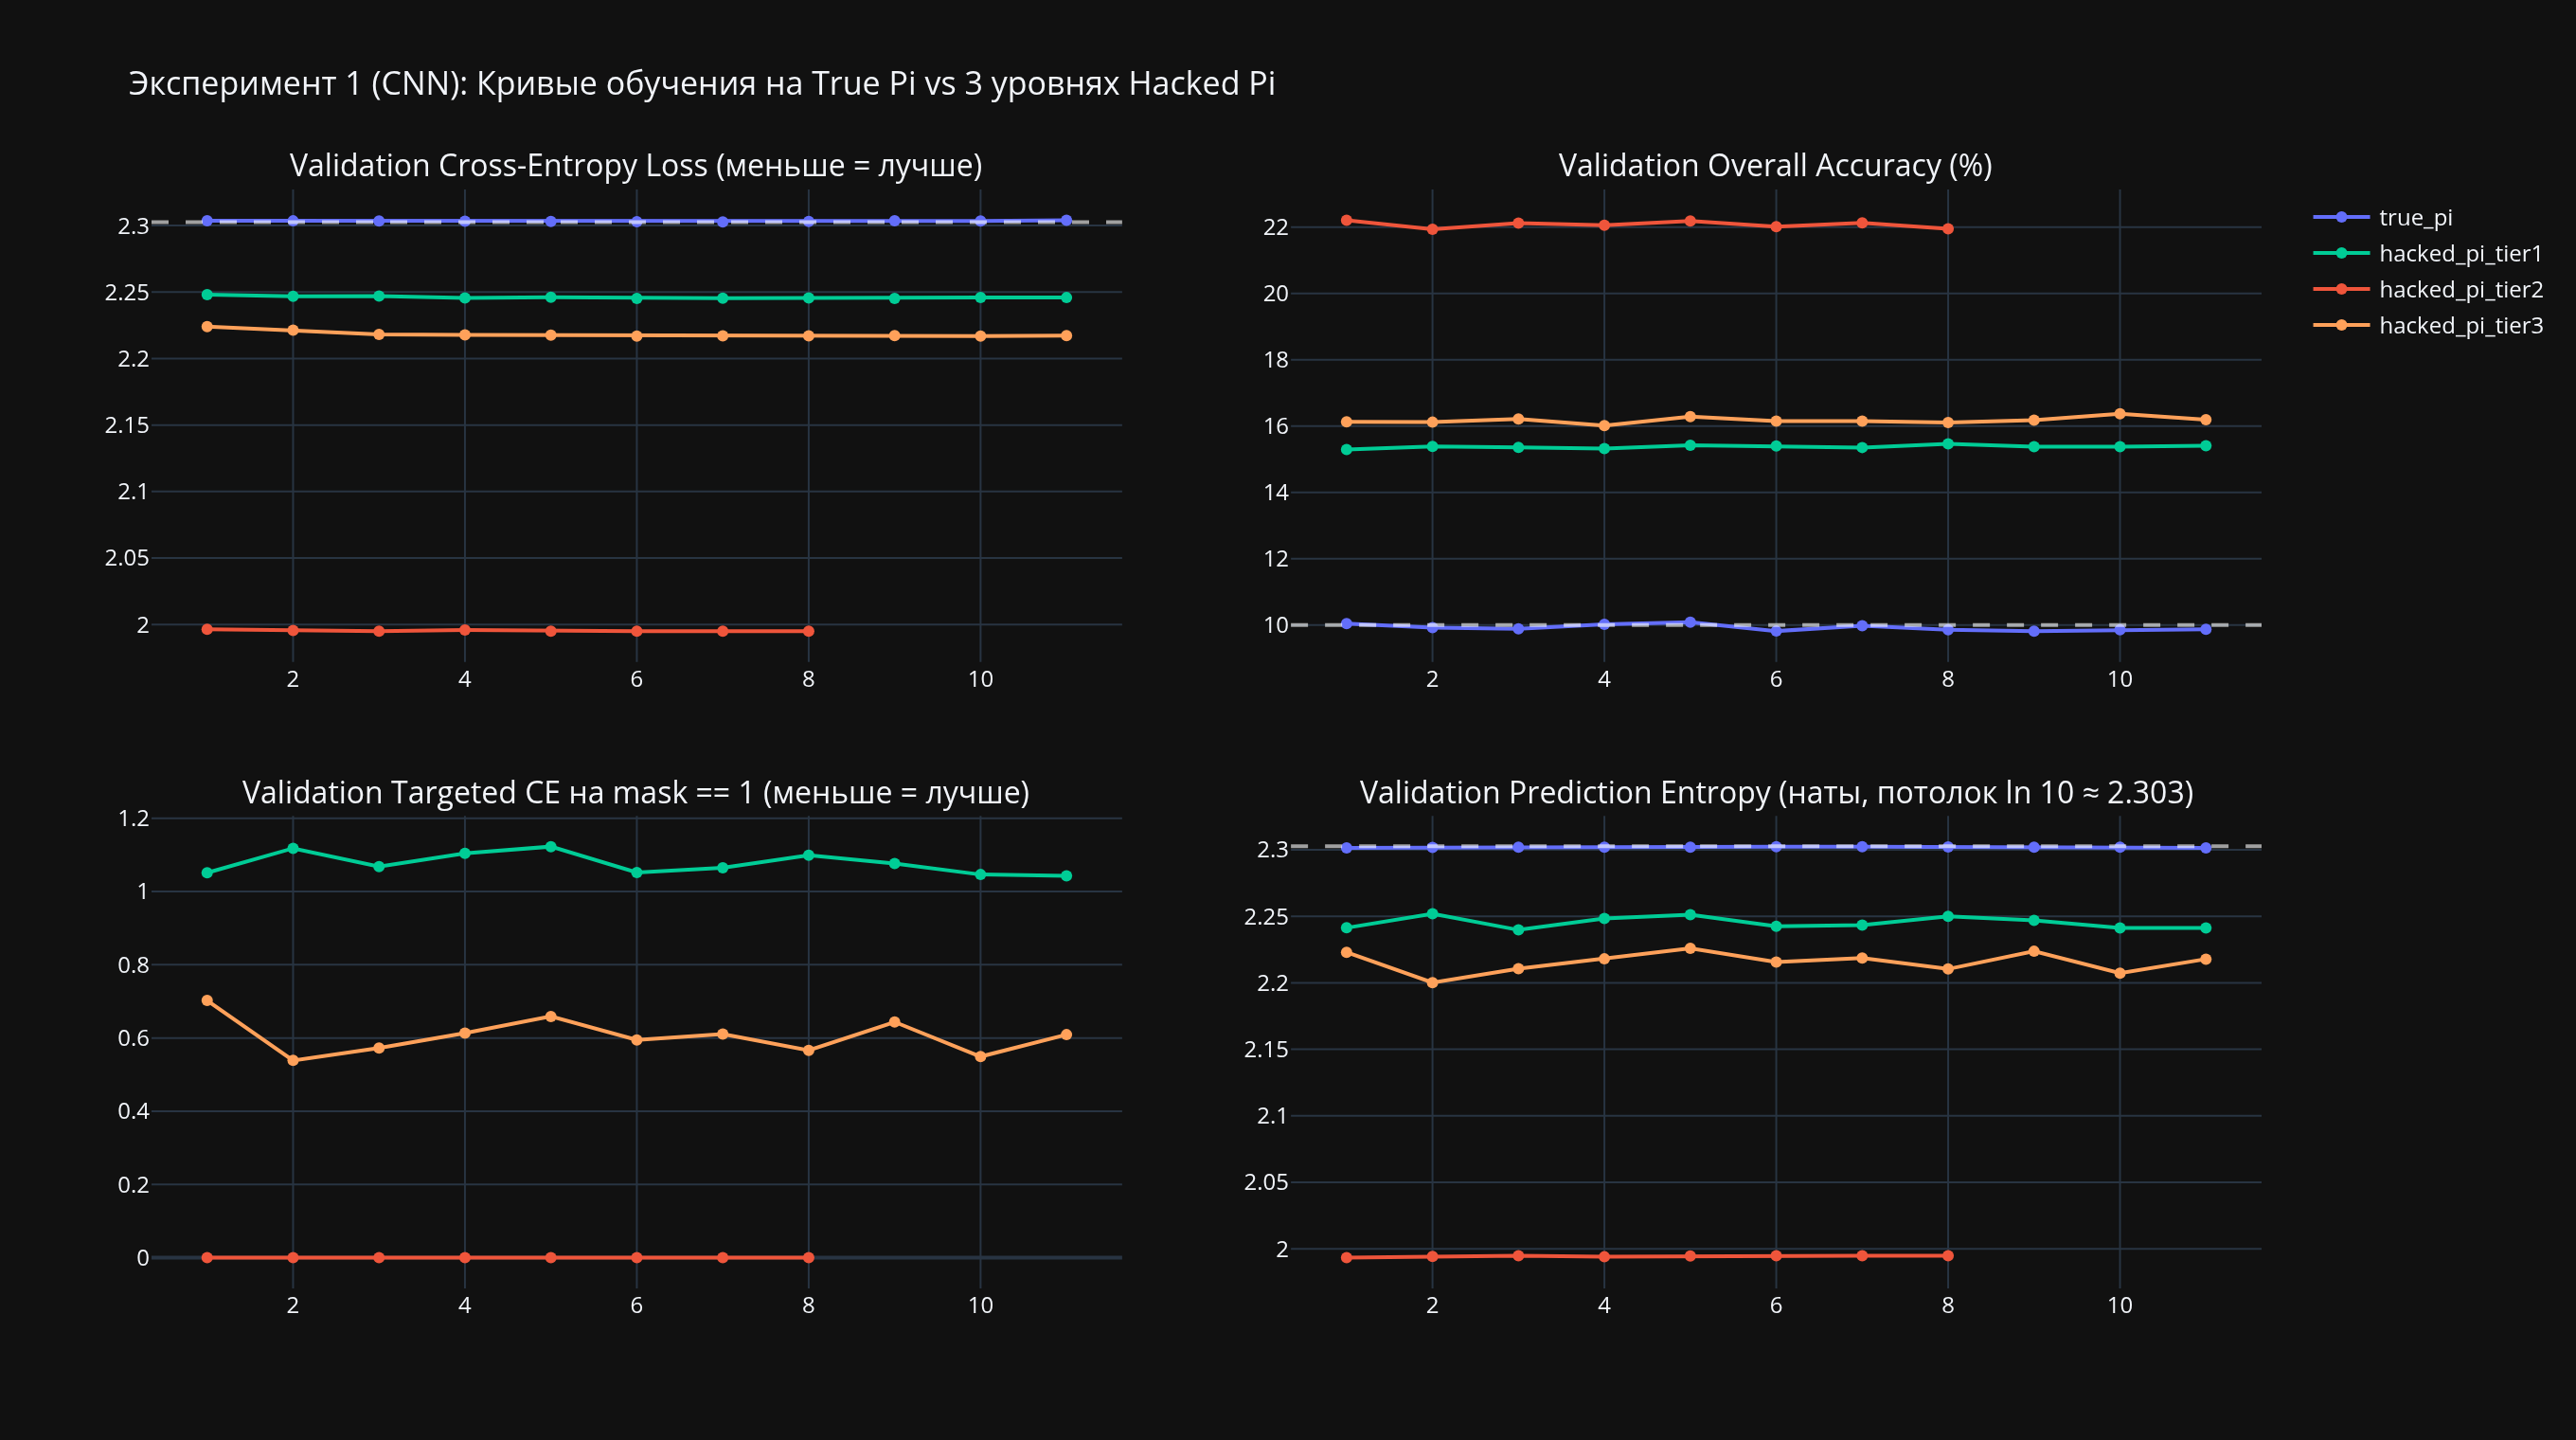 Эксперимент 1 (CNN): Кривые обучения на True Pi vs 3 уровнях Hacked Pi
Validation Cross-Entropy Loss (меньше = лучше)
2.3
2.25
2.2
2.15
2.1
2.05
2
2 4 6 8 10
Validation Overall Accuracy (%)
22
20
18
16
14
12
10
2 4 6 8 10
true_pi
hacked_pi_tier1
hacked_pi_tier2
hacked_pi_tier3
Validation Targeted CE на mask == 1 (меньше = лучше)
1.2
1
0.8
0.6
0.4
0.2
0
2 4 6 8 10
Validation Prediction Entropy (наты, потолок ln 10 ≈ 2.303)
2.3
2.25
2.2
2.15
2.1
2.05
2
2 4 6 8 10